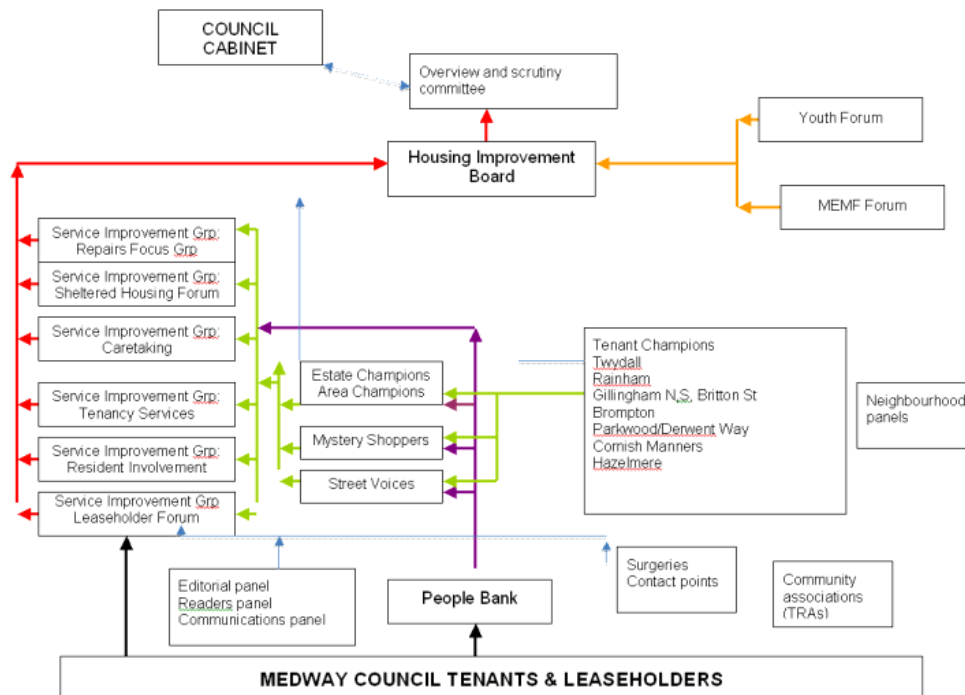 COUNCIL
CABINET
Overview and scrutiny
committee
Youth Forum
Housing Improvement
Board
MEMF Forum
Service Improvement Grp:
Repairs Focus Grp
Service Improvement Grp:
Sheltered Housing Forum
Service Improvement Grp:
Caretaking
Service Improvement Grp:
Tenancy Services
Service Improvement Grp:
Resident Involvement
Service Improvement Grp
Leaseholder Forum
Estate Champions
Area Champions
Mystery Shoppers
Street Voices
Tenant Champions
Twydall
Rainham
Gillingham N,S, Britton St
Brompton
Parkwood/Derwent Way
Cornish Manners
Hazelmere
Neighbourhood
panels
Editorial panel
Readers panel
Communications panel
People Bank
Surgeries
Contact points
Community
associations
(TRAs)
MEDWAY COUNCIL TENANTS & LEASEHOLDERS